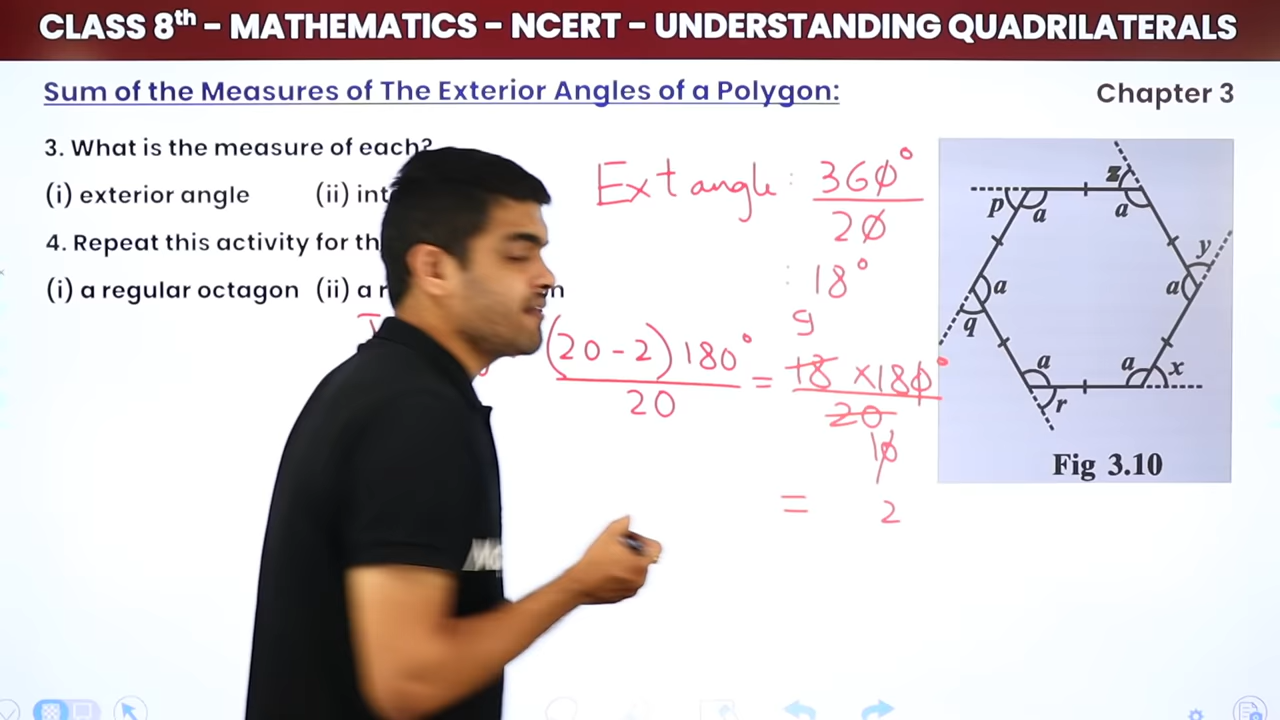 CLASS 8th – MATHEMATICS – NCERT – UNDERSTANDING QUADRILATERALS
Sum of the Measures of The Exterior Angles of a Polygon:
Chapter 3
3. What is the measure of each?
(i) exterior angle (ii) int
4. Repeat this activity for th
(i) a regular octagon (ii) a r n
Ext angle : 360°
20
: 18°
9
(20-2) 180° = 18 × 180°
20 20
10
= 2
z
p a a
y
a a
q
a a x
r
Fig 3.10